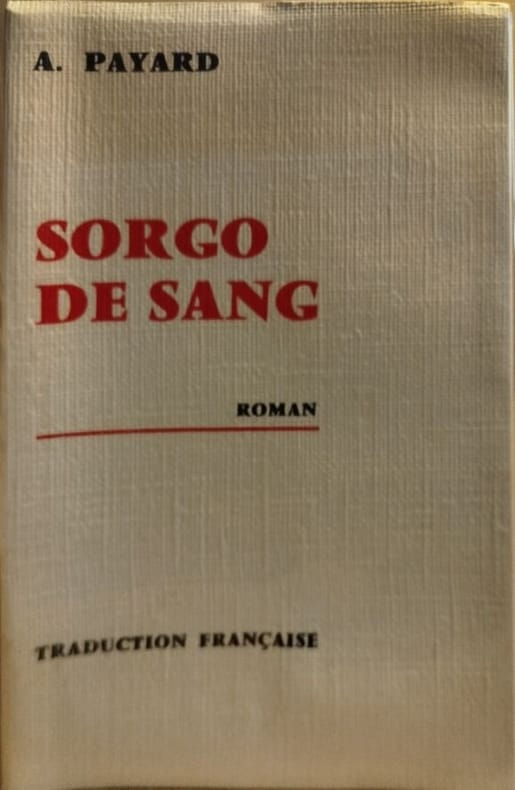 A. PAYARD
SORGO
DE SANG
ROMAN
TRADUCTION FRANÇAISE